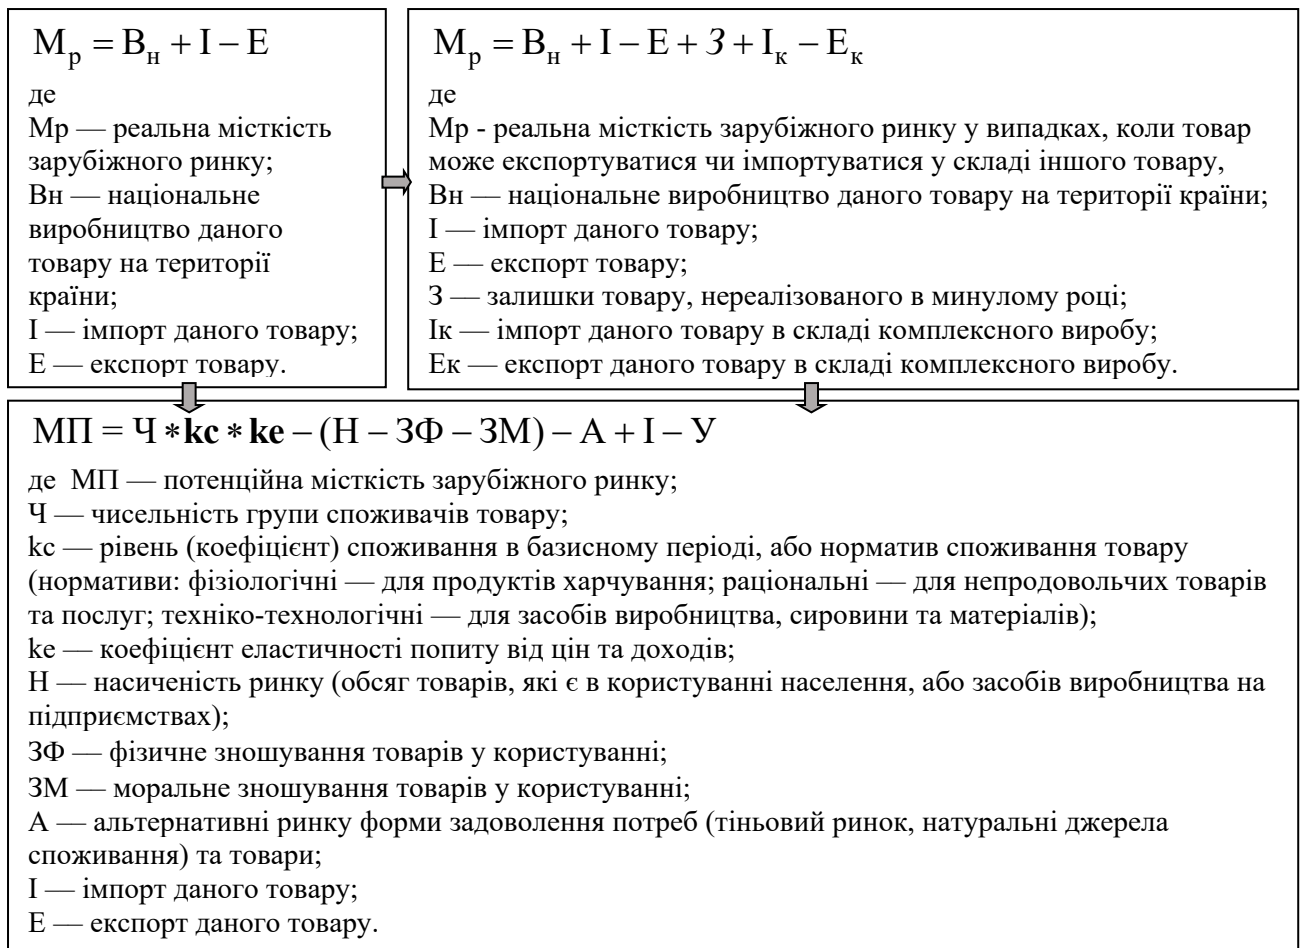 Мр = Вн + І − Е
де
Мр — реальна місткість
зарубіжного ринку;
Вн — національне
виробництво даного
товару на території
країни;
І — імпорт даного товару;
Е — експорт товару.
Мр = Вн + І − Е + З + Ік − Ек
де
Мр - реальна місткість зарубіжного ринку у випадках, коли товар
може експортуватися чи імпортуватися у складі іншого товару,
Вн — національне виробництво даного товару на території країни;
І — імпорт даного товару;
Е — експорт товару;
З — залишки товару, нереалізованого в минулому році;
Ік — імпорт даного товару в складі комплексного виробу;
Ек — експорт даного товару в складі комплексного виробу.
МП = Ч * kc * ke − (Н − ЗФ − ЗМ) − А + І − У
де МП — потенційна місткість зарубіжного ринку;
Ч — чисельність групи споживачів товару;
kc — рівень (коефіцієнт) споживання в базисному періоді, або норматив споживання товару
(нормативи: фізіологічні — для продуктів харчування; раціональні — для непродовольчих товарів
та послуг; техніко-технологічні — для засобів виробництва, сировини та матеріалів);
ke — коефіцієнт еластичності попиту від цін та доходів;
Н — насиченість ринку (обсяг товарів, які є в користуванні населення, або засобів виробництва на
підприємствах);
ЗФ — фізичне зношування товарів у користуванні;
ЗМ — моральне зношування товарів у користуванні;
А — альтернативні ринку форми задоволення потреб (тіньовий ринок, натуральні джерела
споживання) та товари;
І — імпорт даного товару;
Е — експорт даного товару.